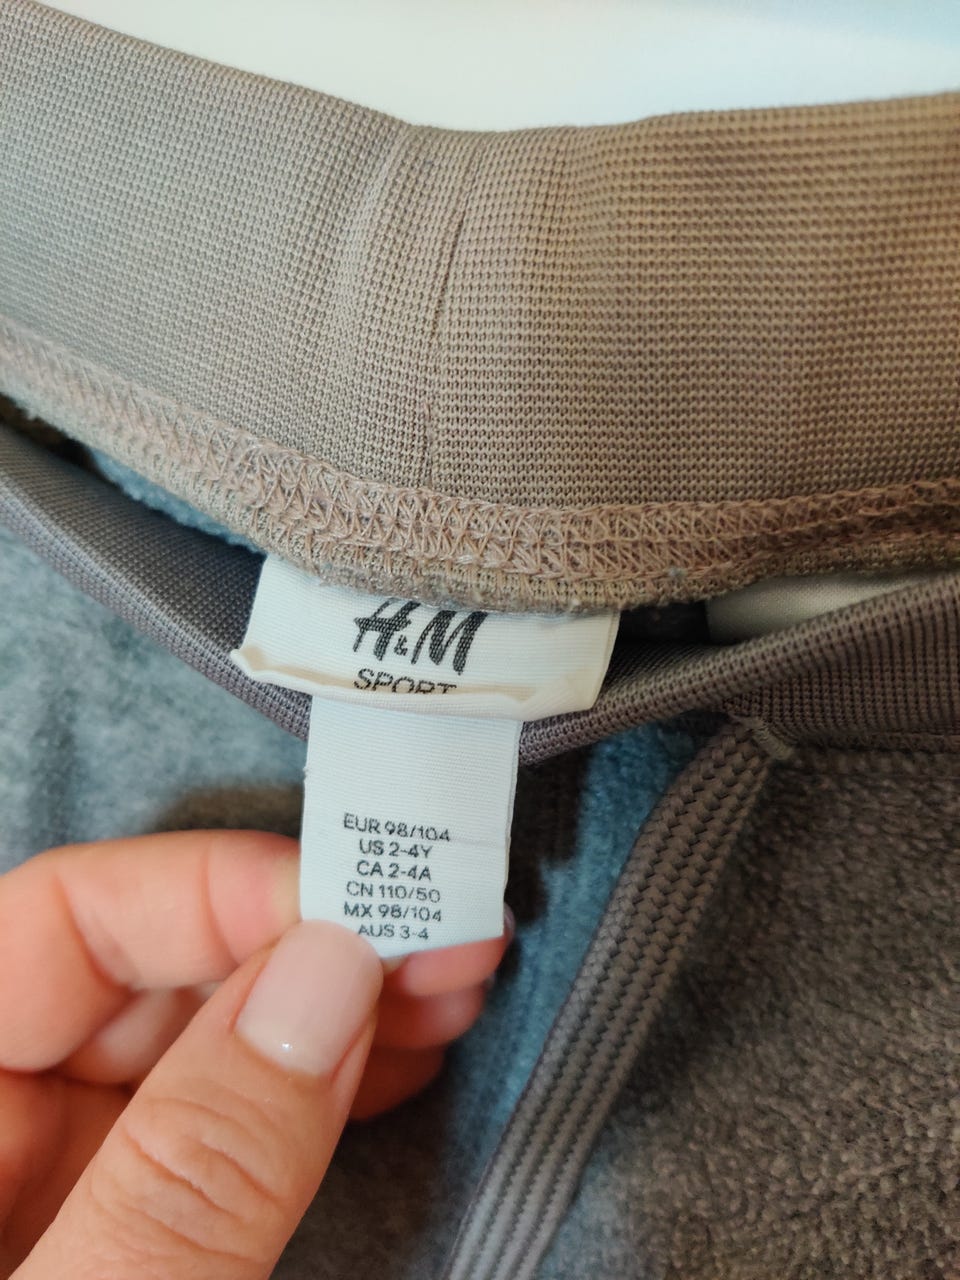 H&M
SPORT
EUR 98/104
US 2-4Y
CA 2-4A
CN 110/50
MX 98/104
AUS 3-4